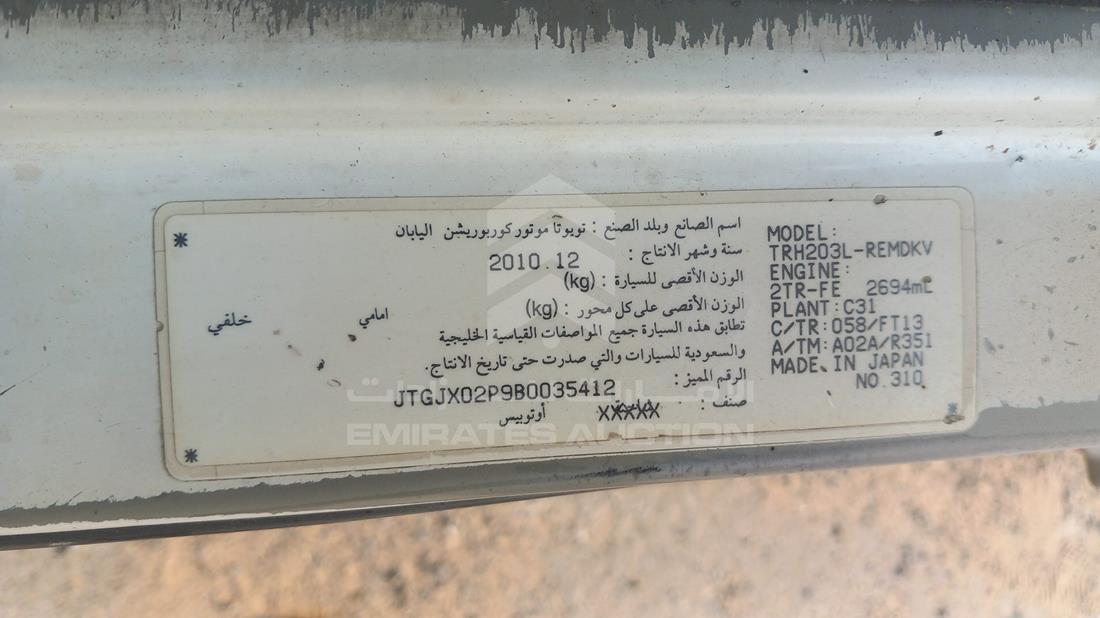 اسم الصانع وبلد الصنع : تويوتا موتور كوربوريشن اليابان
سنة وشهر الانتاج : 2010.12
الوزن الأقصى للسيارة : (kg)
الوزن الأقصى على كل محور : (kg) امامي خلفي
تطابق هذه السيارة جميع المواصفات القياسية الخليجية
والسعودية للسيارات والتي صدرت حتى تاريخ الانتاج.
الرقم المميز : JTGJX02P9B0035412
صنف : XXXXX أوتوبيس
MODEL:
TRH203L-REMDKV
ENGINE:
2TR-FE 2694mL
PLANT:C31
C/TR:058/FT13
A/TM:A02A/R351
MADE IN JAPAN
NO.310
الإمارات للمزادات
EMIRATES AUCTION